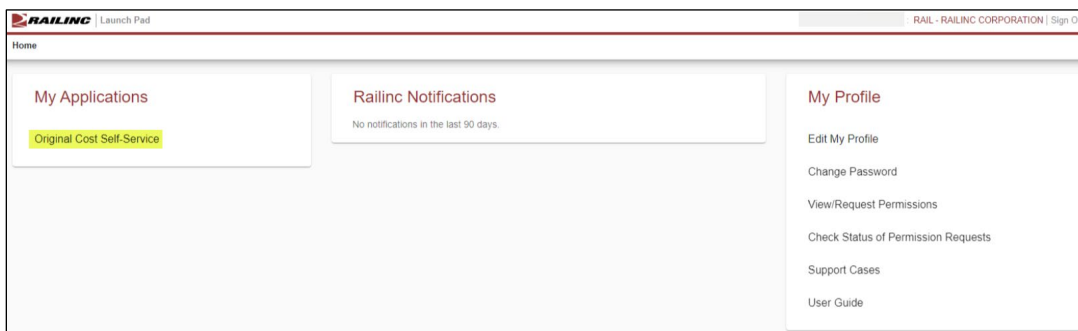 RAILINC Launch Pad
RAIL - RAILINC CORPORATION Sign O
Home
My Applications
Original Cost Self-Service
Railinc Notifications
No notifications in the last 90 days.
My Profile
Edit My Profile
Change Password
View/Request Permissions
Check Status of Permission Requests
Support Cases
User Guide